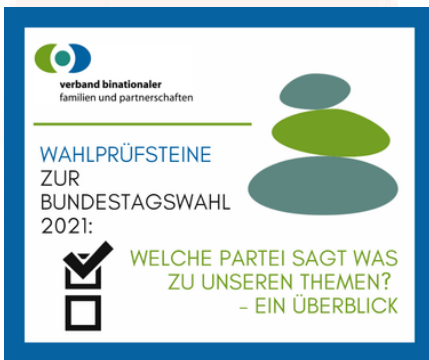 verband binationaler
familien und partnerschaften
WAHLPRÜFSTEINE
ZUR
BUNDESTAGSWAHL
2021:
WELCHE PARTEI SAGT WAS
ZU UNSEREN THEMEN?
- EIN ÜBERBLICK